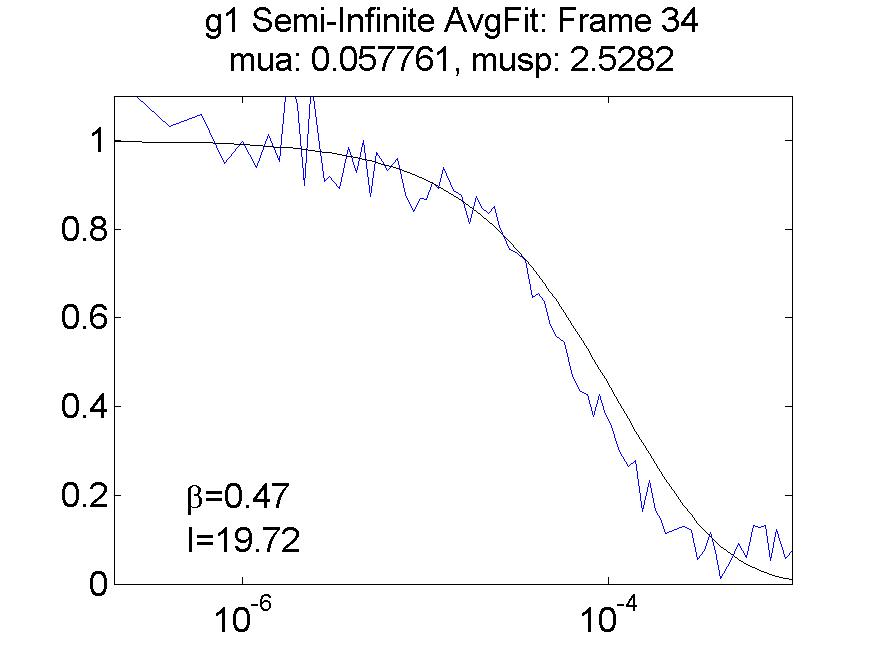 g1 Semi-Infinite AvgFit: Frame 34
mua: 0.057761, musp: 2.5282
1
0.8
0.6
0.4
0.2
0
β=0.47
I=19.72
10^-6
10^-4